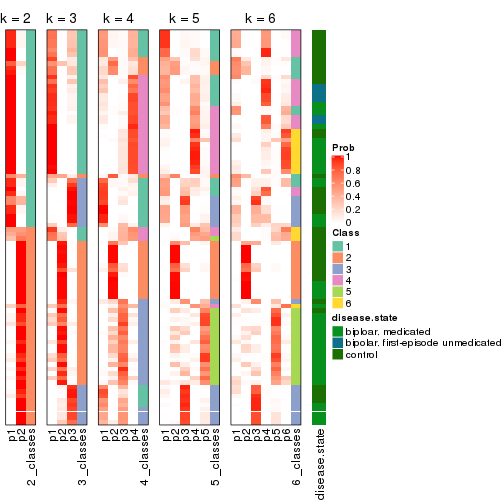 k = 2
k = 3
k = 4
k = 5
k = 6
Prob
1
0.8
0.6
0.4
0.2
0
Class
1
2
3
4
5
6
disease.state
biploar, medicated
bipolar, first-episode unmedicated
control
p1
p2
2_classes
p1
p2
p3
3_classes
p1
p2
p3
p4
4_classes
p1
p2
p3
p4
p5
5_classes
p1
p2
p3
p4
p5
p6
6_classes
disease.state